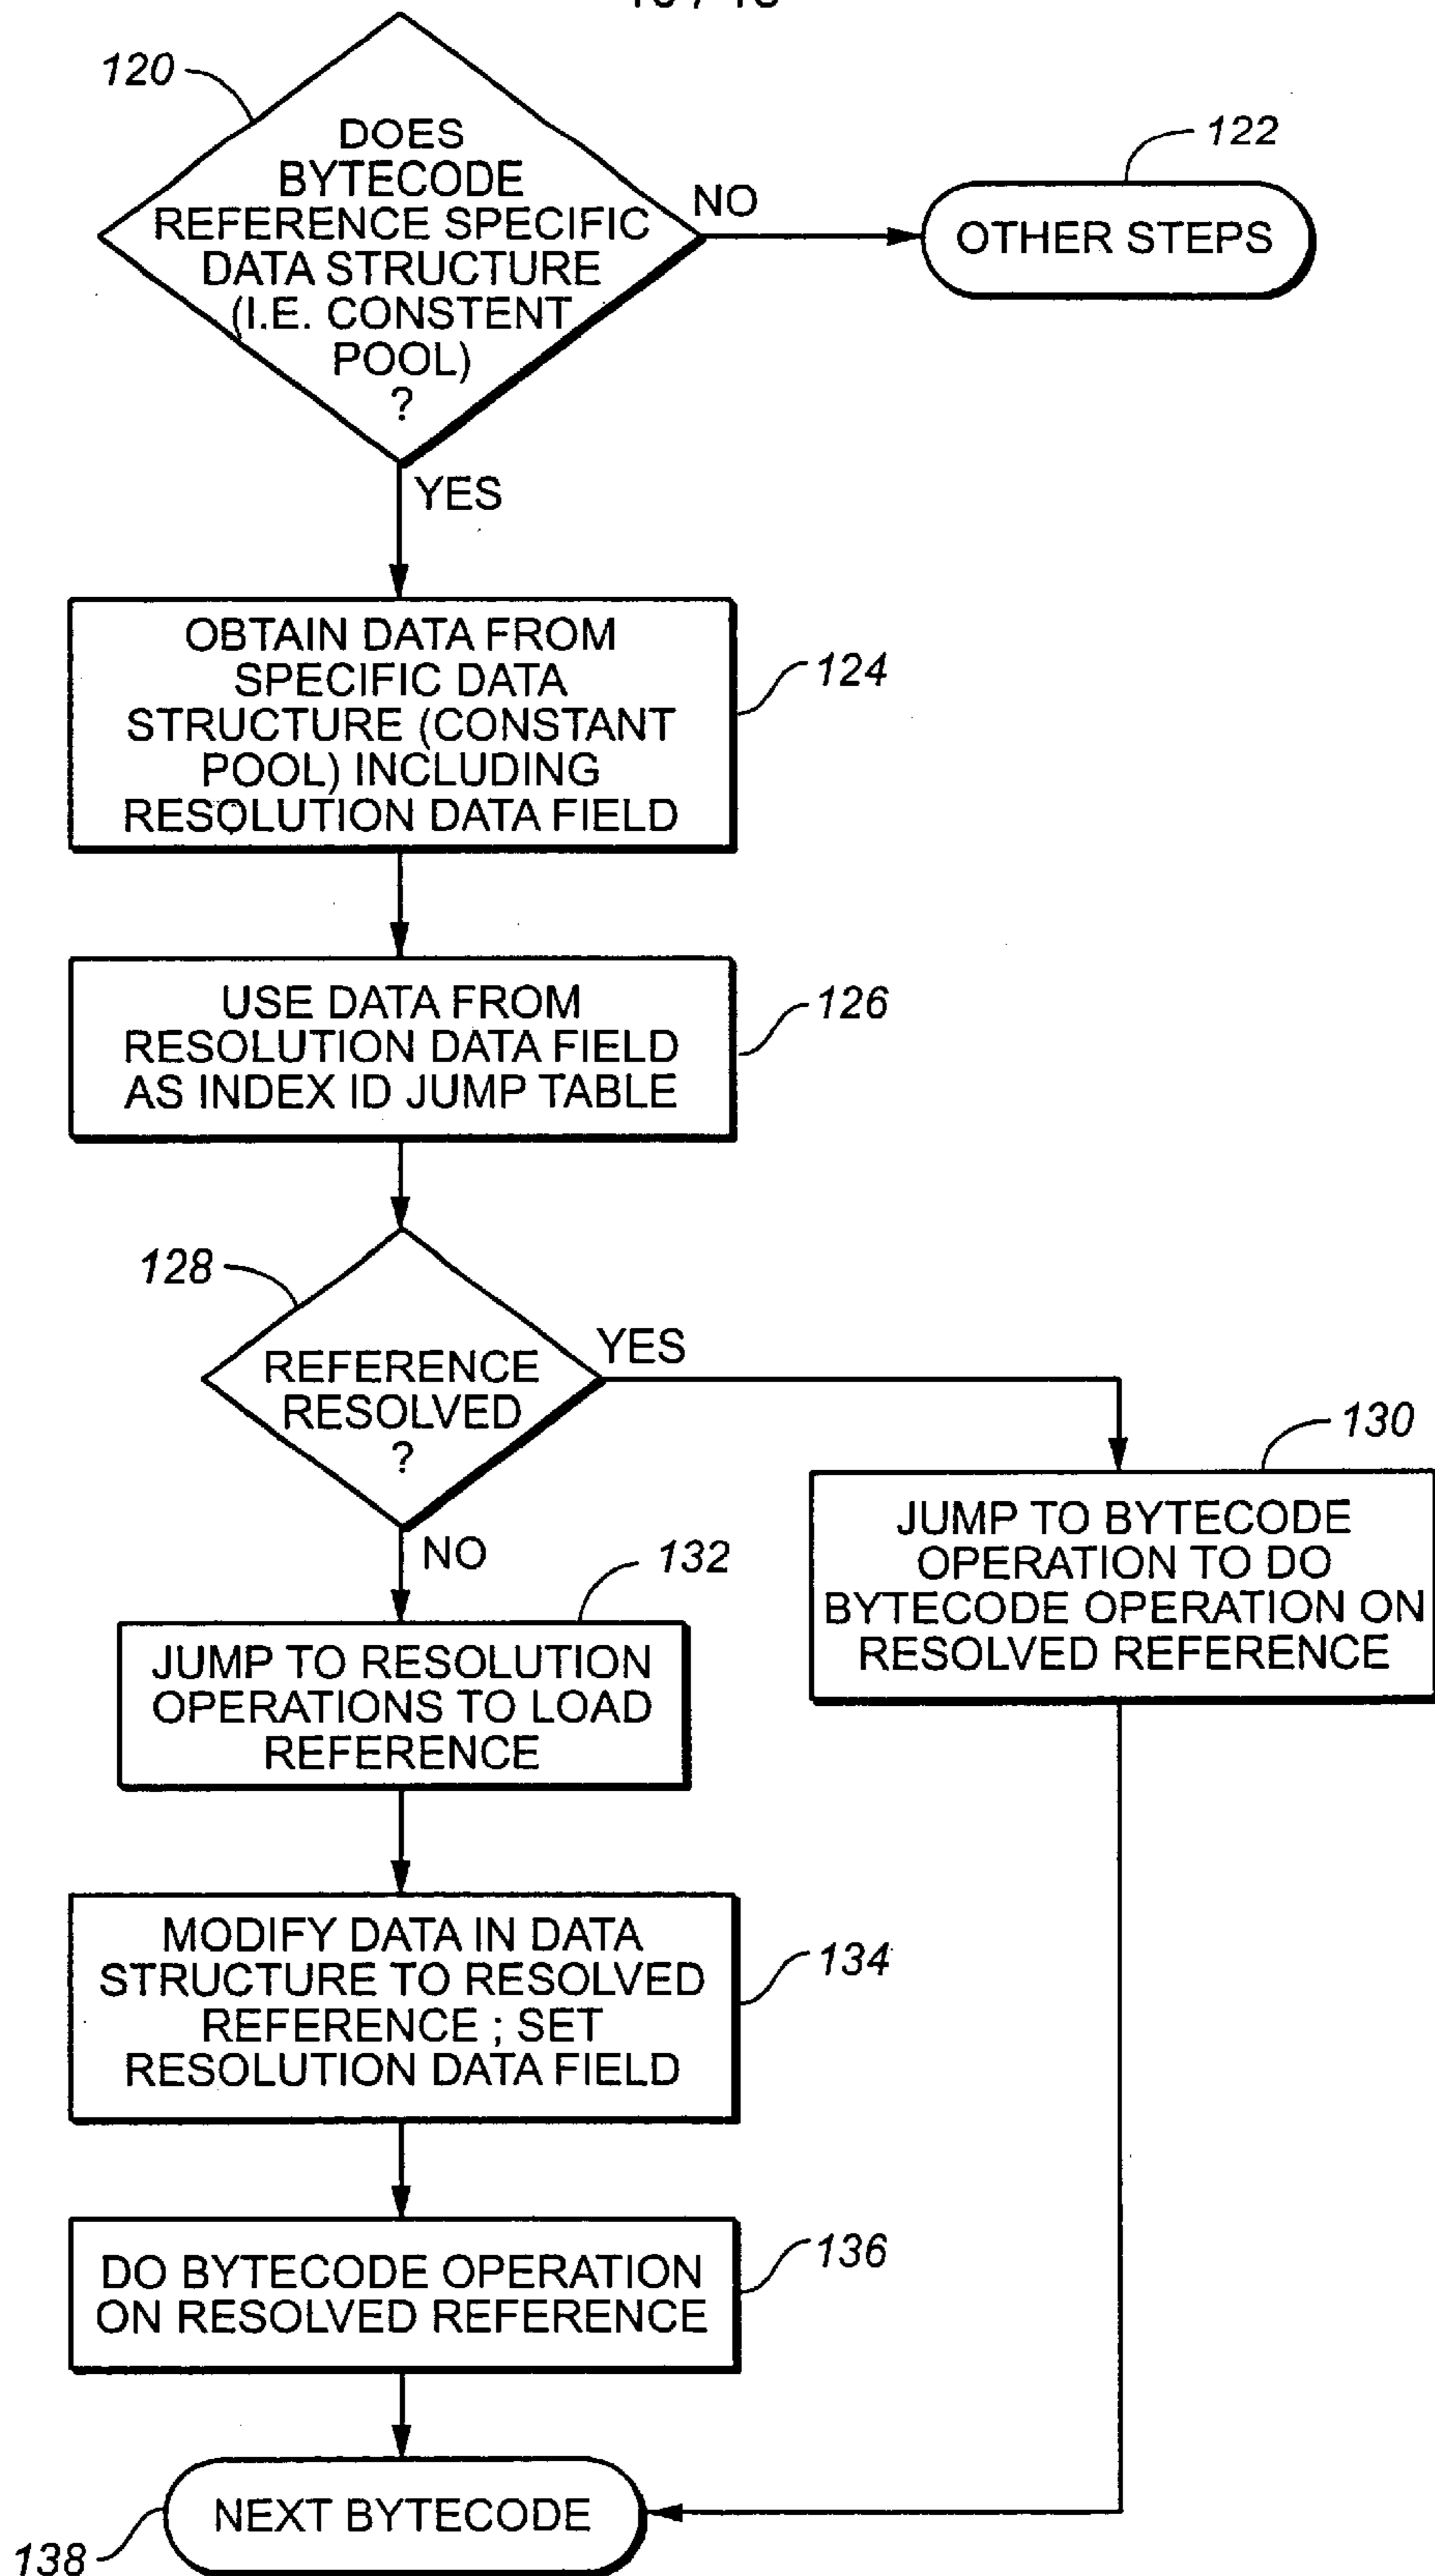 120
DOES
BYTECODE
REFERENCE SPECIFIC
DATA STRUCTURE
(I.E. CONSTENT
POOL)
?
NO
122
OTHER STEPS
YES
OBTAIN DATA FROM
SPECIFIC DATA
STRUCTURE (CONSTANT
POOL) INCLUDING
RESOLUTION DATA FIELD
124
USE DATA FROM
RESOLUTION DATA FIELD
AS INDEX ID JUMP TABLE
126
128
REFERENCE
RESOLVED
?
YES
130
JUMP TO BYTECODE
OPERATION TO DO
BYTECODE OPERATION ON
RESOLVED REFERENCE
NO
132
JUMP TO RESOLUTION
OPERATIONS TO LOAD
REFERENCE
MODIFY DATA IN DATA
STRUCTURE TO RESOLVED
REFERENCE ; SET
RESOLUTION DATA FIELD
134
DO BYTECODE OPERATION
ON RESOLVED REFERENCE
136
NEXT BYTECODE
138